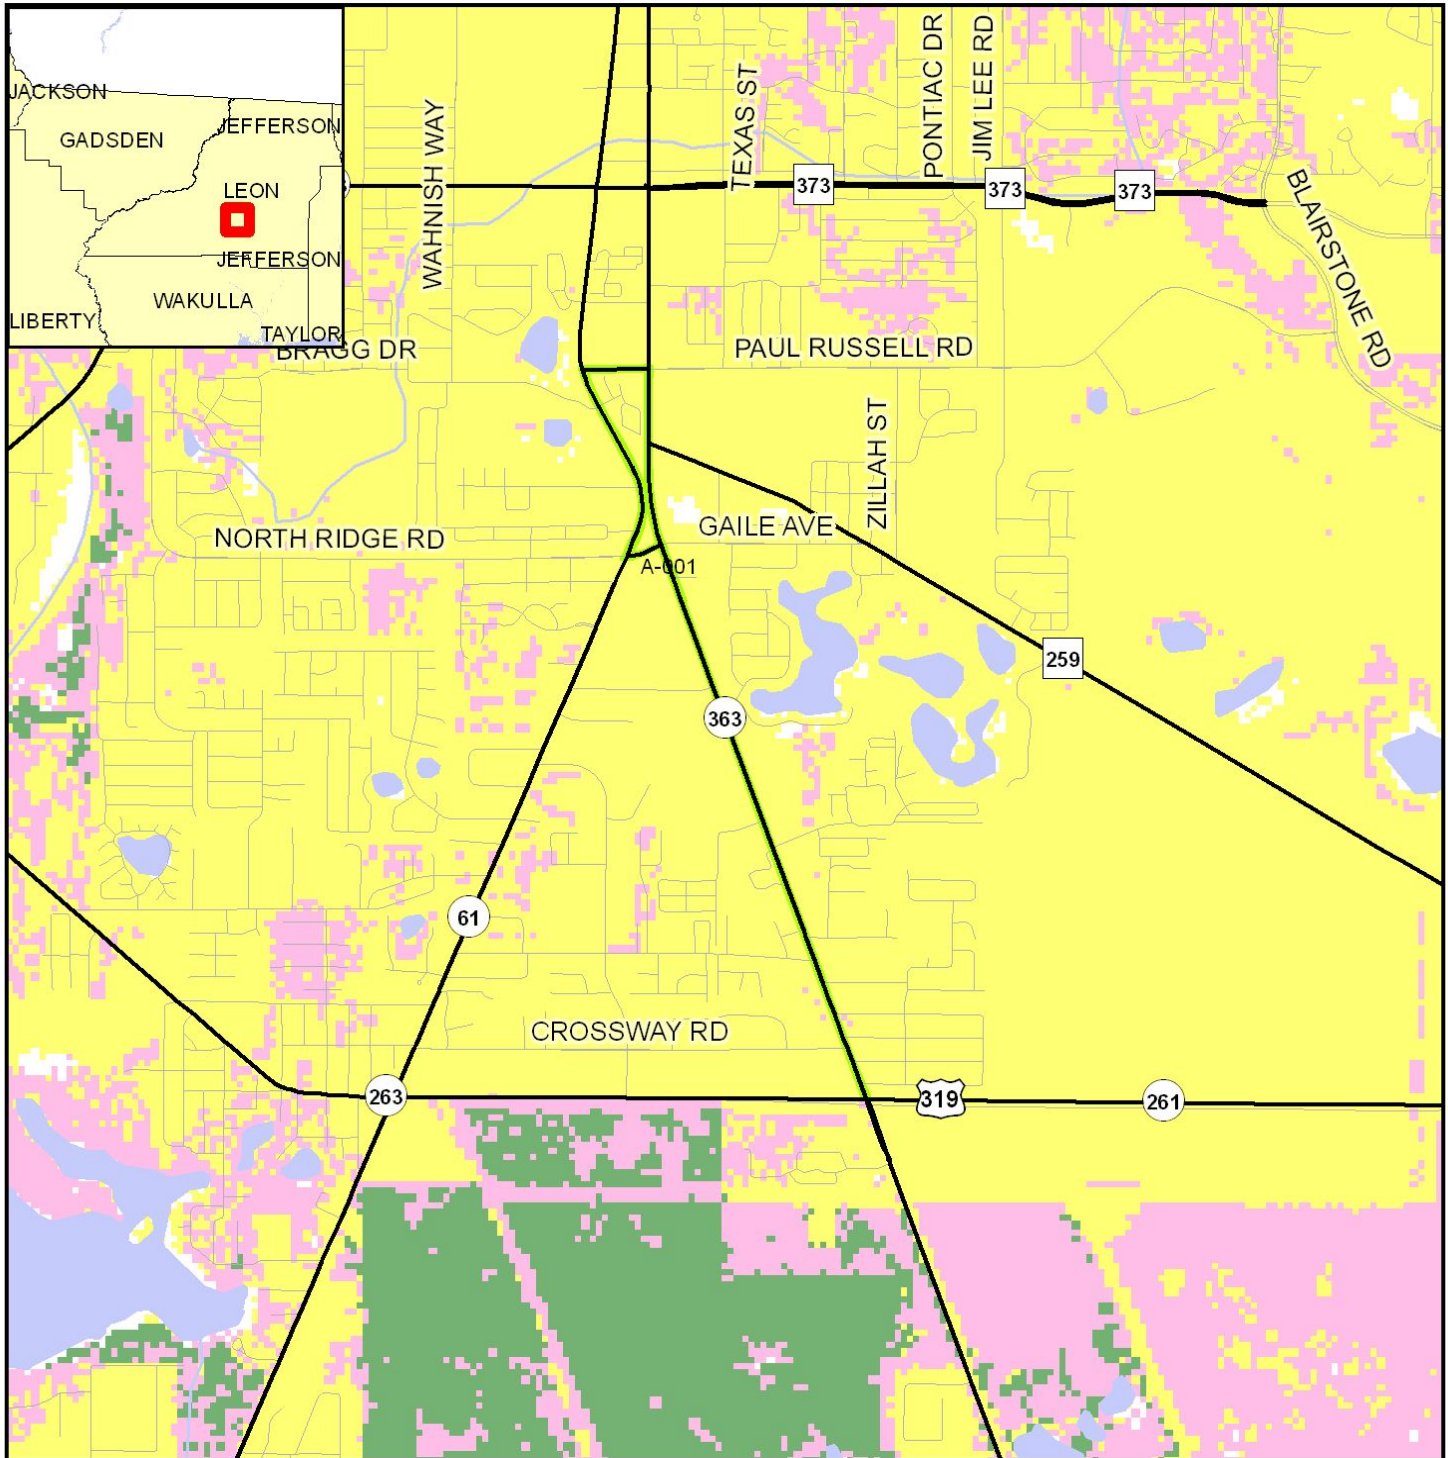 JACKSON
GADSDEN
JEFFERSON
LEON
JEFFERSON
WAKULLA
LIBERTY
TAYLOR
WAHNISH WAY
TEXAS ST
PONTIAC DR
JIM LEE RD
373
373
373
BLAIRSTONE RD
BRAGG DR
PAUL RUSSELL RD
ZILLAH ST
NORTH RIDGE RD
GAILE AVE
A-001
259
363
61
CROSSWAY RD
263
319
261